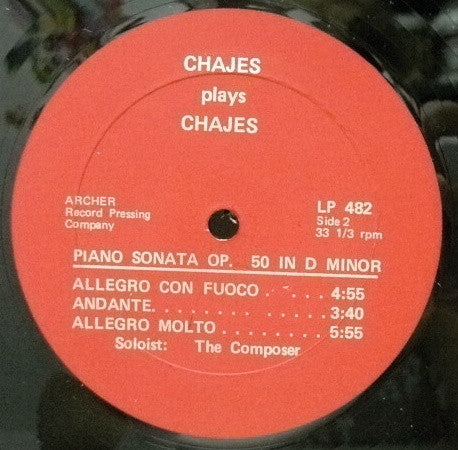 CHAJES
plays
CHAJES
ARCHER
Record Pressing
Company
LP 482
Side 2
33 1/3 rpm
PIANO SONATA OP. 50 IN D MINOR
ALLEGRO CON FUOCO . . . . 4:55
ANDANTE. . . . . . . . . . 3:40
ALLEGRO MOLTO . . . . . . . 5:55
Soloist: The Composer